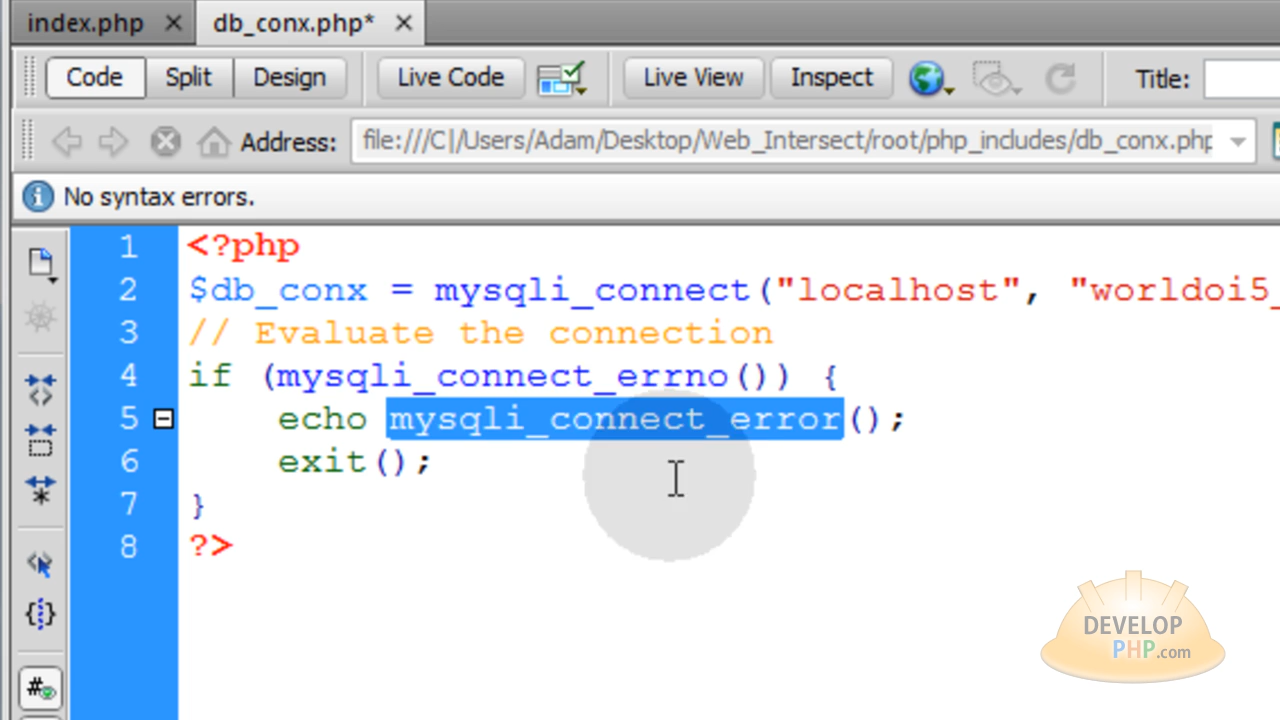 index.php
db_conx.php*
Code Split Design Live Code Live View Inspect Title:
Address: file:///C|/Users/Adam/Desktop/Web_Intersect/root/php_includes/db_conx.php
No syntax errors.
1 <?php
2 $db_conx = mysqli_connect("localhost", "worldoi5_
3 // Evaluate the connection
4 if (mysqli_connect_errno()) {
5 echo mysqli_connect_error();
6 exit();
7 }
8 ?>
DEVELOP
PHP.com